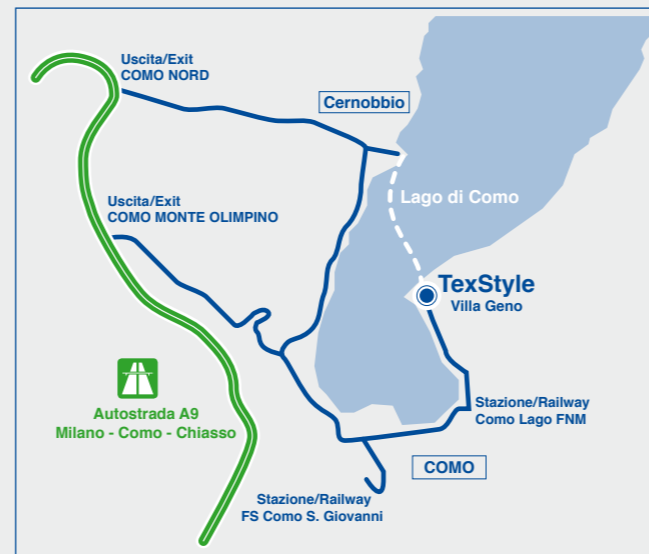 Uscita/Exit
COMO NORD
Cernobbio
Uscita/Exit
COMO MONTE OLIMPINO
Lago di Como
TexStyle
Villa Geno
Autostrada A9
Milano - Como - Chiasso
Stazione/Railway
Como Lago FNM
COMO
Stazione/Railway
FS Como S. Giovanni